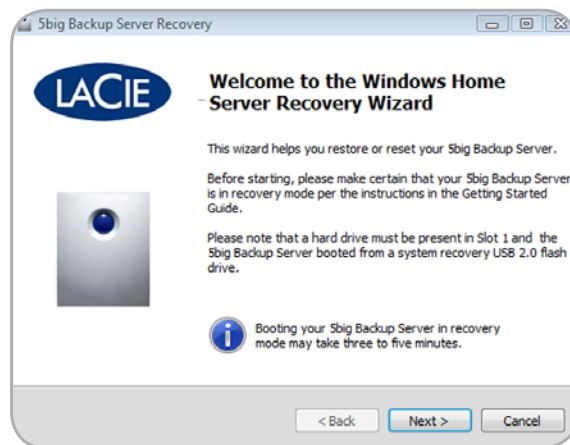 5big Backup Server Recovery
LACIE
Welcome to the Windows Home
Server Recovery Wizard
This wizard helps you restore or reset your 5big Backup Server.
Before starting, please make certain that your 5big Backup Server
is in recovery mode per the instructions in the Getting Started
Guide.
Please note that a hard drive must be present in Slot 1 and the
5big Backup Server booted from a system recovery USB 2.0 flash
drive.
Booting your 5big Backup Server in recovery
mode may take three to five minutes.
< Back
Next >
Cancel